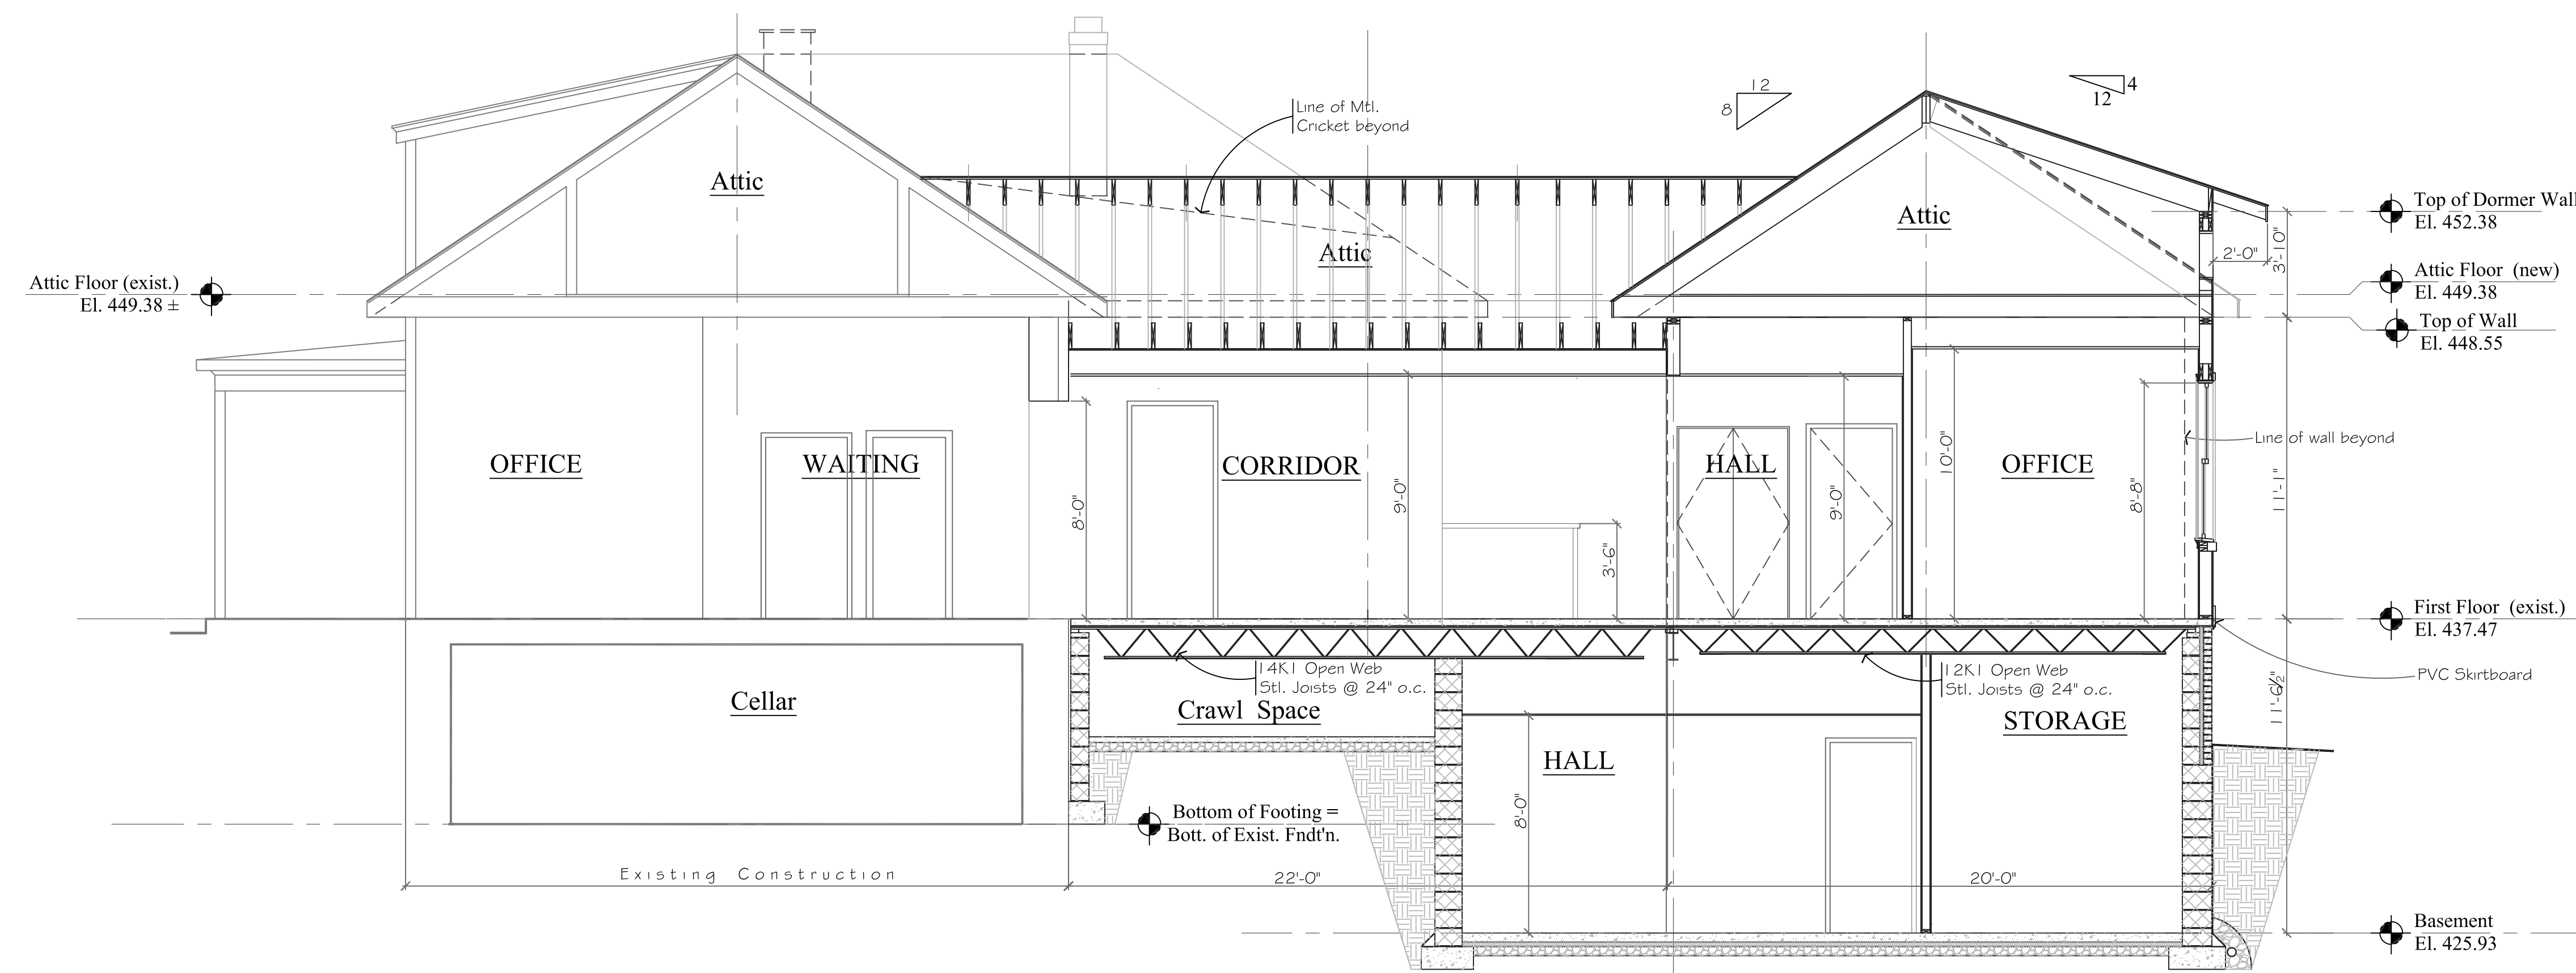 12
8
4
12
Line of Mtl.
Cricket beyond
Attic
Attic
Attic
Top of Dormer Wall
El. 452.38
2'-0"
3'-10"
Attic Floor (exist.)
El. 449.38 ±
Attic Floor (new)
El. 449.38
Top of Wall
El. 448.55
OFFICE
WAITING
CORRIDOR
HALL
OFFICE
Line of wall beyond
8'-0"
9'-0"
3'-6"
9'-0"
10'-0"
8'-8"
11'-1"
First Floor (exist.)
El. 437.47
14K1 Open Web
Stl. Joists @ 24" o.c.
12K1 Open Web
Stl. Joists @ 24" o.c.
PVC Skirtboard
11'-6½"
Cellar
Crawl Space
STORAGE
HALL
8'-0"
Bottom of Footing =
Bott. of Exist. Fndt'n.
Existing Construction
22'-0"
20'-0"
Basement
El. 425.93